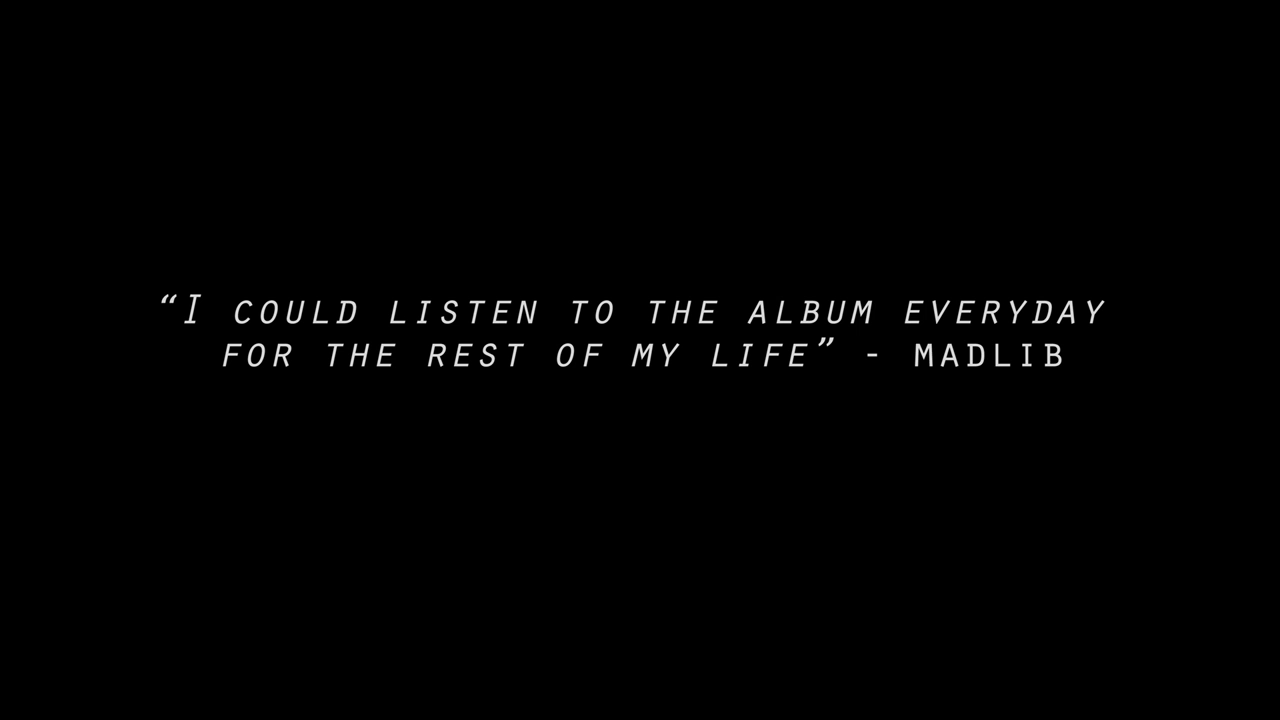 “I COULD LISTEN TO THE ALBUM EVERYDAY
FOR THE REST OF MY LIFE” - MADLIB